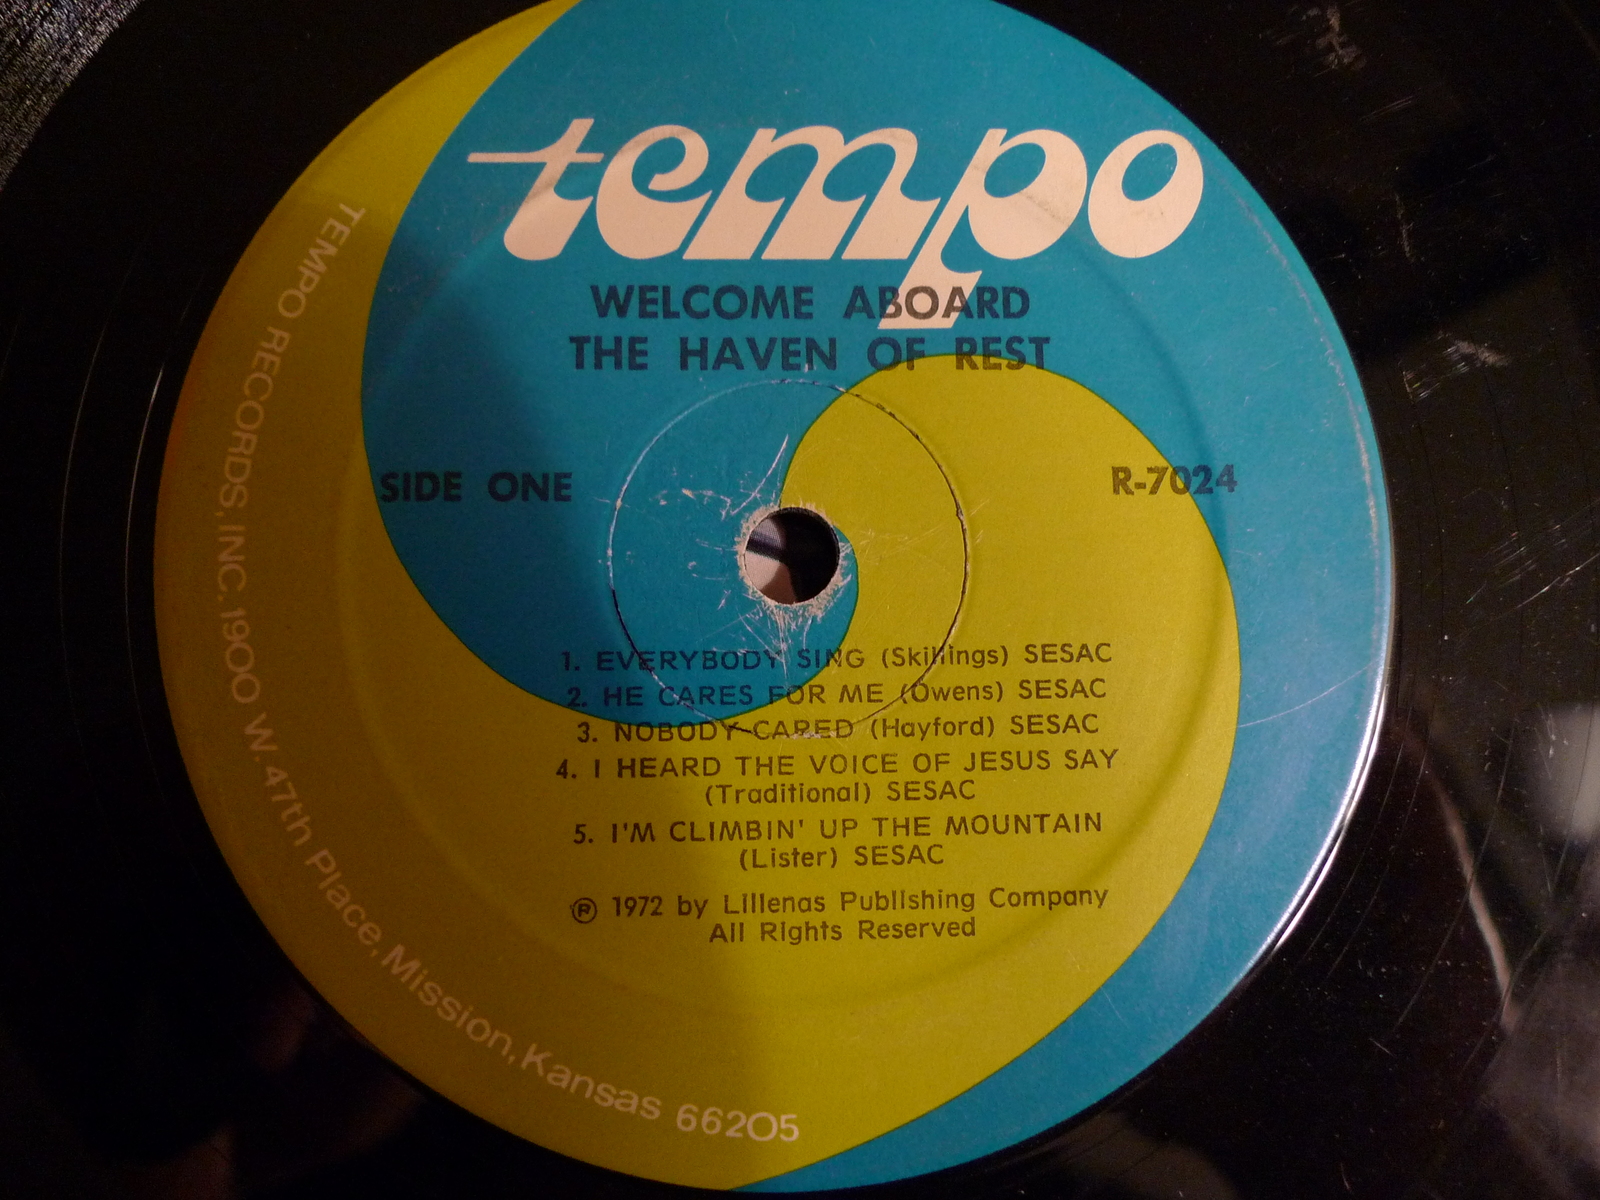 tempo
WELCOME ABOARD
THE HAVEN OF REST
SIDE ONE
R-7024
1. EVERYBODY SING (Skillings) SESAC
2. HE CARES FOR ME (Owens) SESAC
3. NOBODY CARED (Hayford) SESAC
4. I HEARD THE VOICE OF JESUS SAY
(Traditional) SESAC
5. I'M CLIMBIN' UP THE MOUNTAIN
(Lister) SESAC
Ⓡ 1972 by Lillenas Publishing Company
All Rights Reserved
TEMPO RECORDS, INC. 1900 W. 47th Place, Mission, Kansas 66205